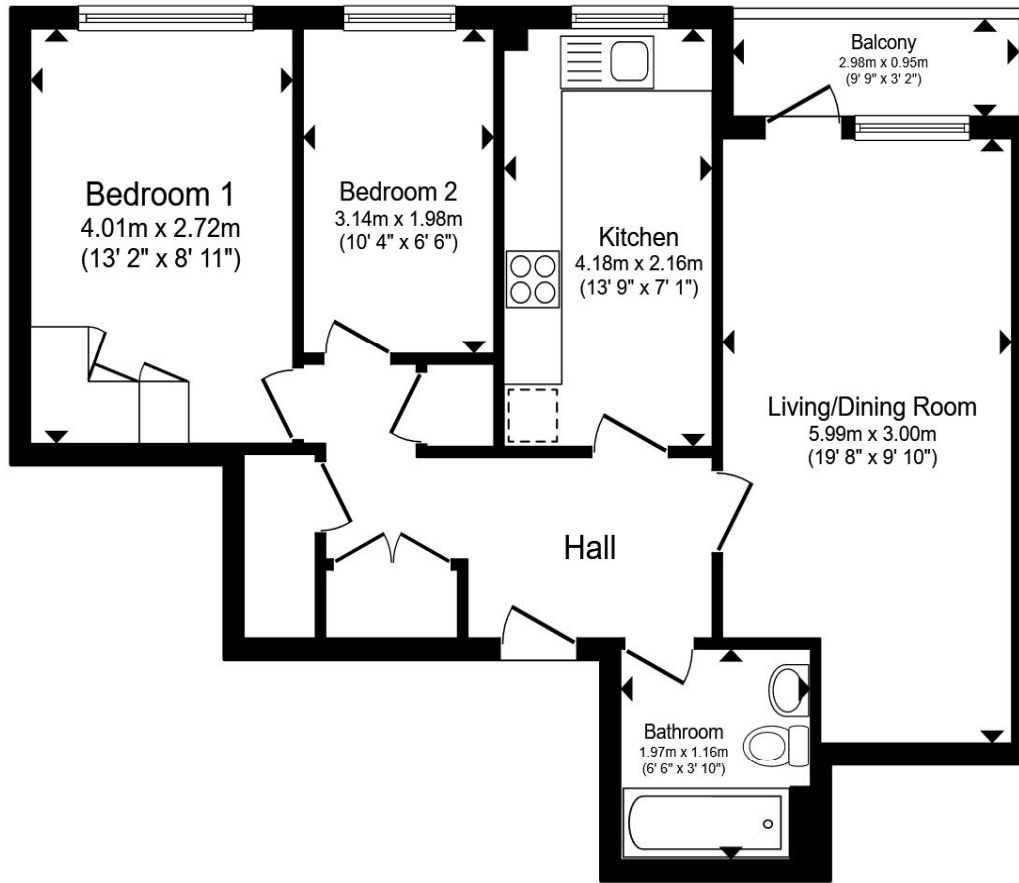 Balcony
2.98m x 0.95m
(9' 9" x 3' 2")
Bedroom 1
4.01m x 2.72m
(13' 2" x 8' 11")
Bedroom 2
3.14m x 1.98m
(10' 4" x 6' 6")
Kitchen
4.18m x 2.16m
(13' 9" x 7' 1")
Living/Dining Room
5.99m x 3.00m
(19' 8" x 9' 10")
Hall
Bathroom
1.97m x 1.16m
(6' 6" x 3' 10")